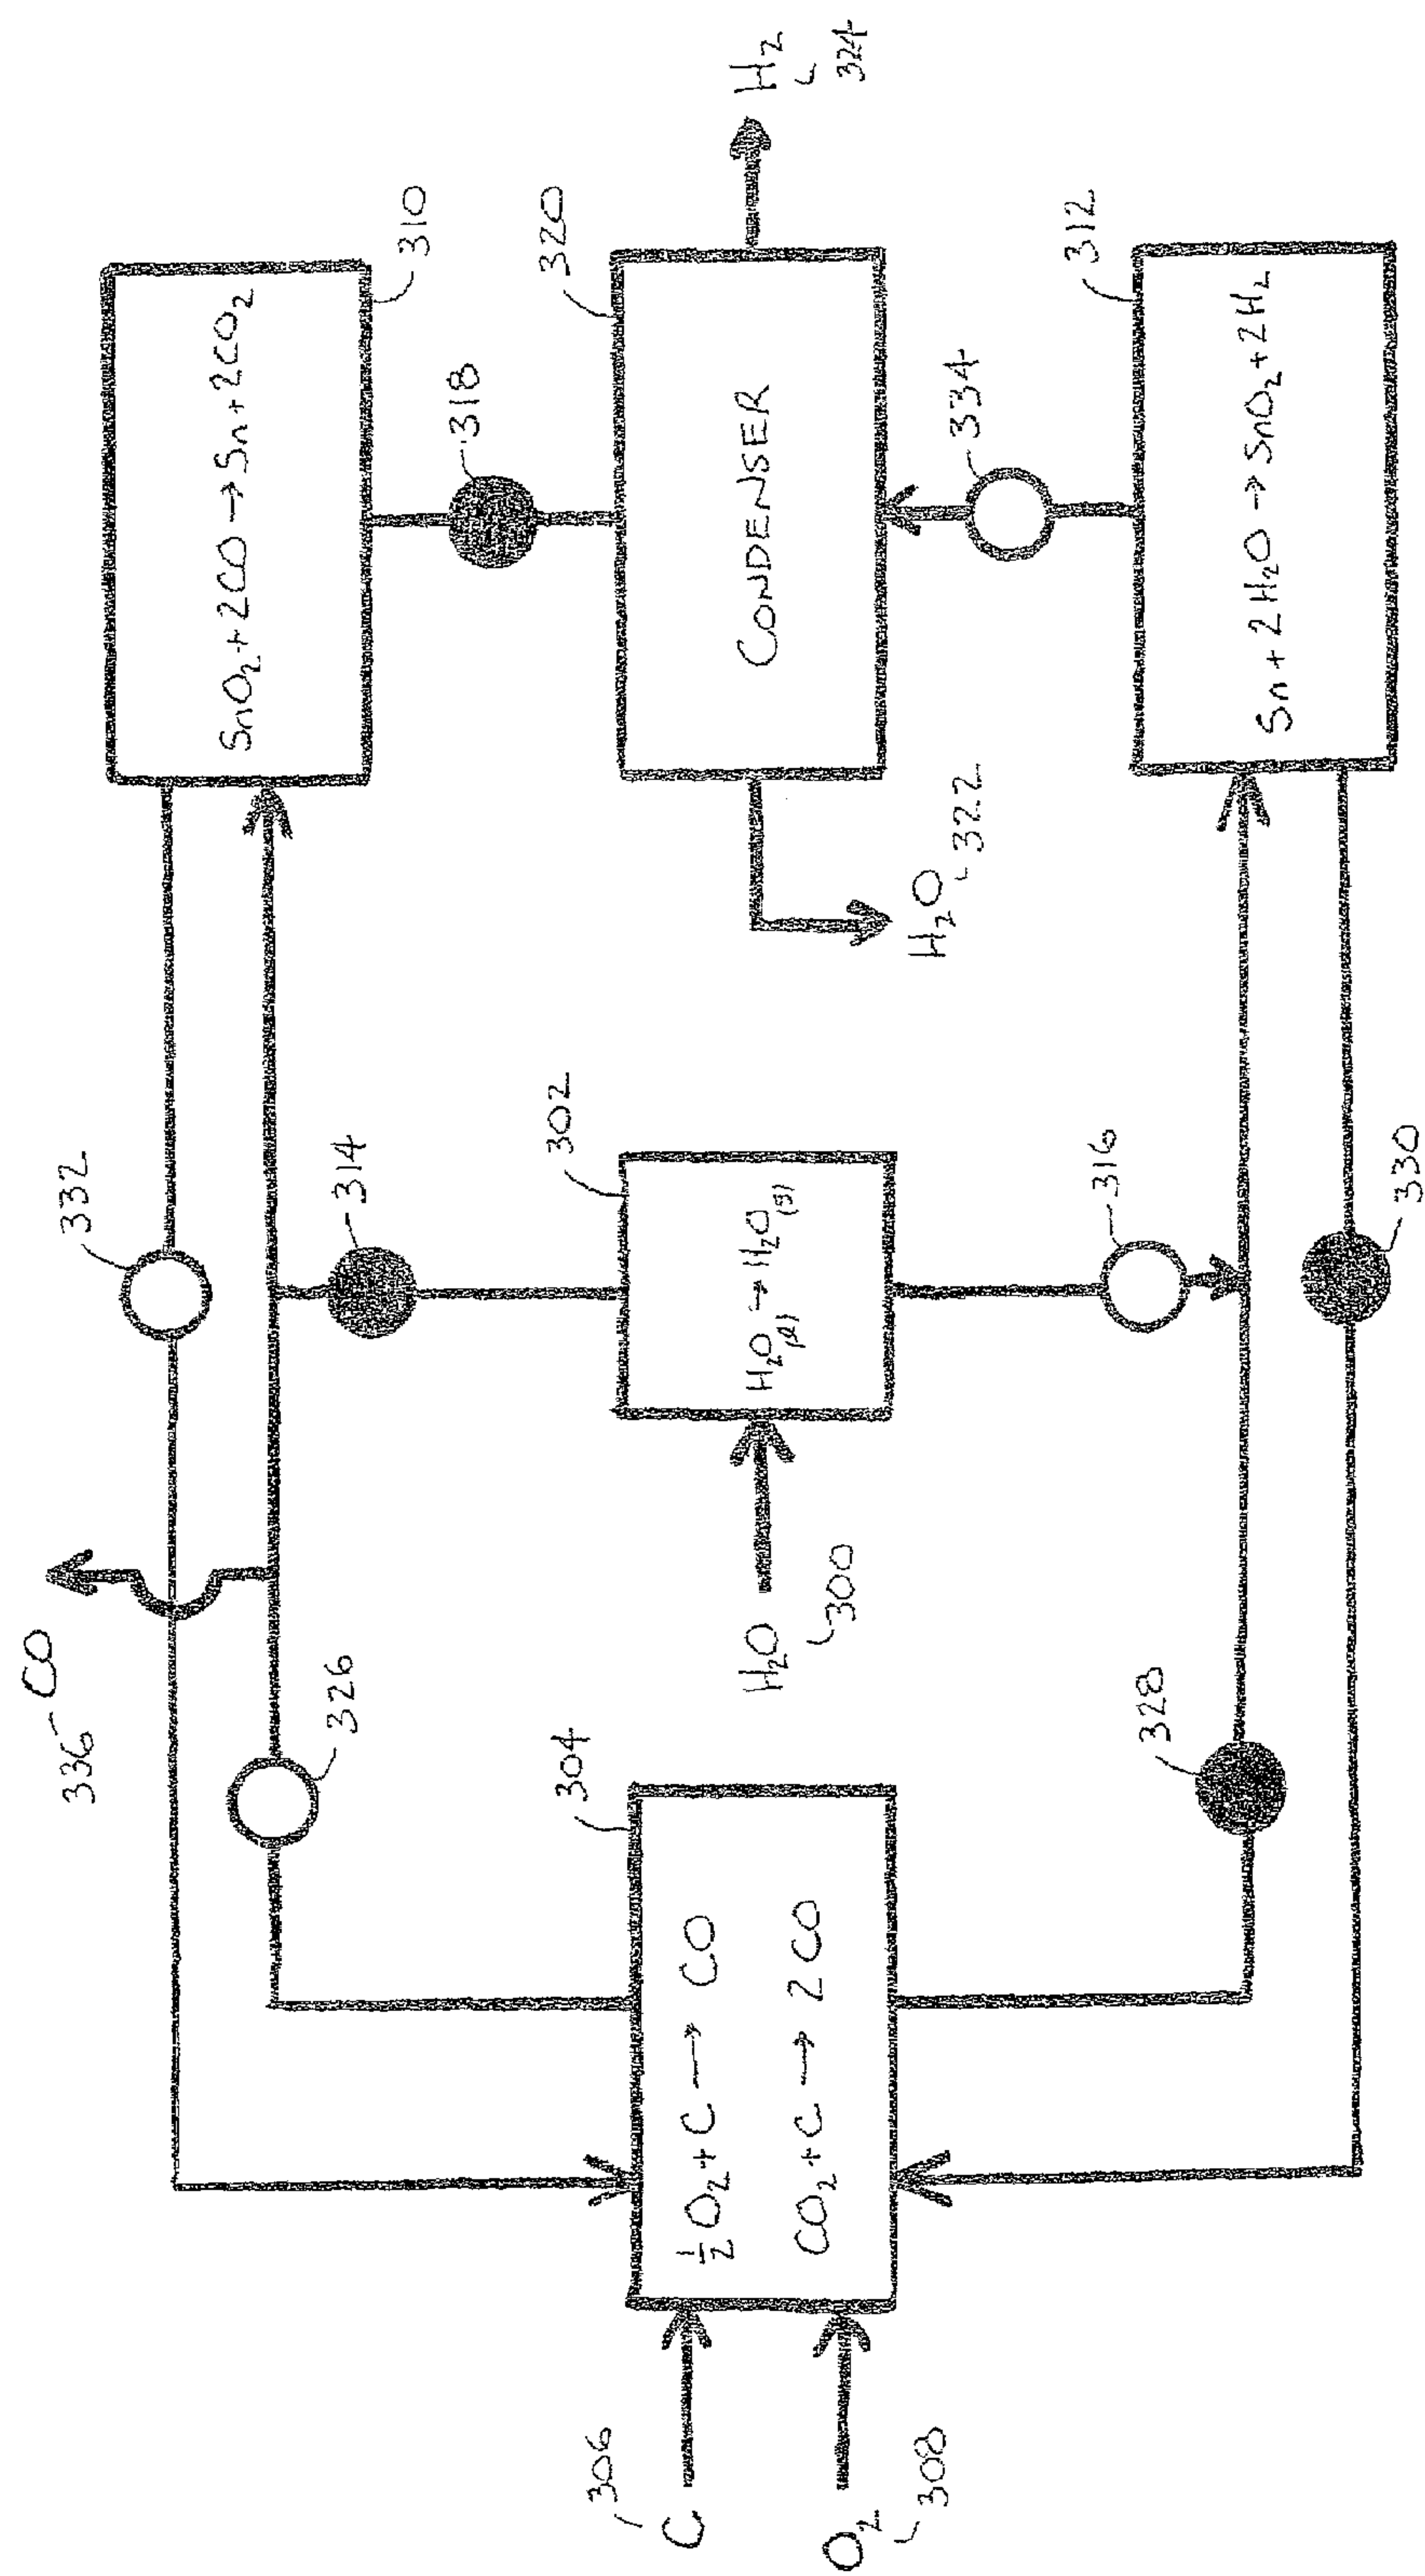 336 CO
332
326
314
SnO₂ + 2CO → Sn + 2CO₂
310
318
304
½O₂ + C → CO
CO₂ + C → 2CO
C
306
O₂
308
302
H₂O(l) → H₂O(g)
H₂O
300
320
CONDENSER
H₂O
322
H₂
324
334
328
316
330
312
Sn + 2H₂O → SnO₂ + 2H₂